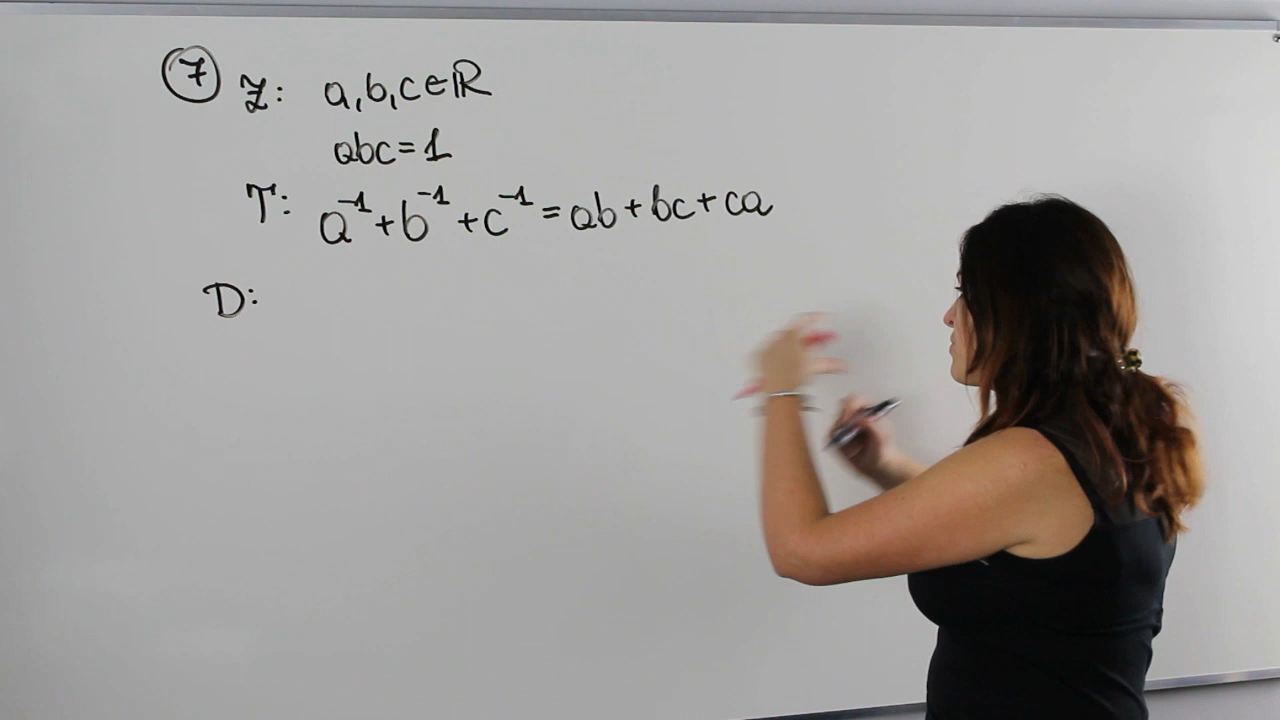 7 Z: a,b,c∈ℝ
abc=1
T: a⁻¹+b⁻¹+c⁻¹=ab+bc+ca
D: